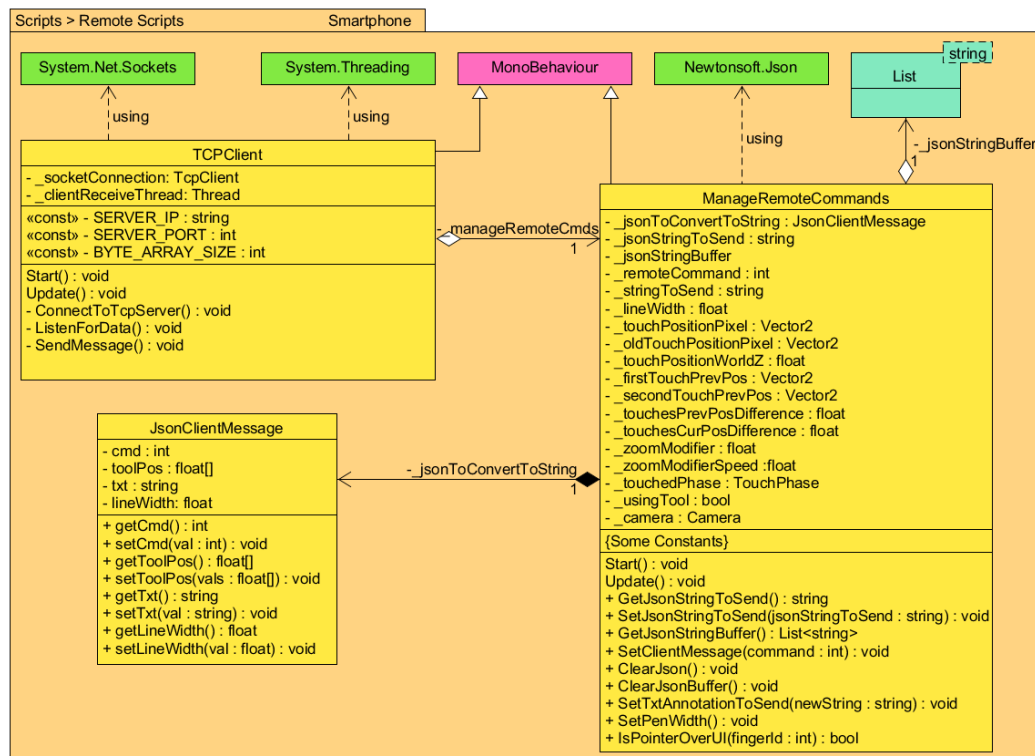 Scripts > Remote Scripts Smartphone
System.Net.Sockets
System.Threading
MonoBehaviour
Newtonsoft.Json
string
List
using
using
using
- _jsonStringBuffer
1
TCPClient
- _socketConnection: TcpClient
- _clientReceiveThread: Thread
«const» - SERVER_IP : string
«const» - SERVER_PORT : int
«const» - BYTE_ARRAY_SIZE : int
Start() : void
Update() : void
- ConnectToTcpServer() : void
- ListenForData() : void
- SendMessage() : void
- _manageRemoteCmds
1
ManageRemoteCommands
- _jsonToConvertToString : JsonClientMessage
- _jsonStringToSend : string
- _jsonStringBuffer
- _remoteCommand : int
- _stringToSend : string
- _lineWidth : float
- _touchPositionPixel : Vector2
- _oldTouchPositionPixel : Vector2
- _touchPositionWorldZ : float
- _firstTouchPrevPos : Vector2
- _secondTouchPrevPos : Vector2
- _touchesPrevPosDifference : float
- _touchesCurPosDifference : float
- _zoomModifier : float
- _zoomModifierSpeed :float
- _touchedPhase : TouchPhase
- _usingTool : bool
- _camera : Camera
{Some Constants}
Start() : void
Update() : void
+ GetJsonStringToSend() : string
+ SetJsonStringToSend(jsonStringToSend : string) : void
+ GetJsonStringBuffer() : List<string>
+ SetClientMessage(command : int) : void
+ ClearJson() : void
+ ClearJsonBuffer() : void
+ SetTxtAnnotationToSend(newString : string) : void
+ SetPenWidth() : void
+ IsPointerOverUI(fingerId : int) : bool
- _jsonToConvertToString
1
JsonClientMessage
- cmd : int
- toolPos : float[]
- txt : string
- lineWidth: float
+ getCmd() : int
+ setCmd(val : int) : void
+ getToolPos() : float[]
+ setToolPos(vals : float[]) : void
+ getTxt() : string
+ setTxt(val : string) : void
+ getLineWidth() : float
+ setLineWidth(val : float) : void